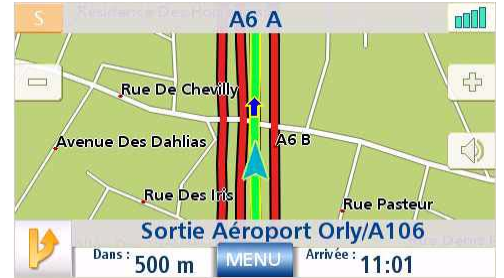 S
A6 A
Rue De Chevilly
Avenue Des Dahlias
A6 B
Rue Des Iris
Rue Pasteur
Sortie Aéroport Orly/A106
Dans : 500 m
MENU
Arrivée : 11:01